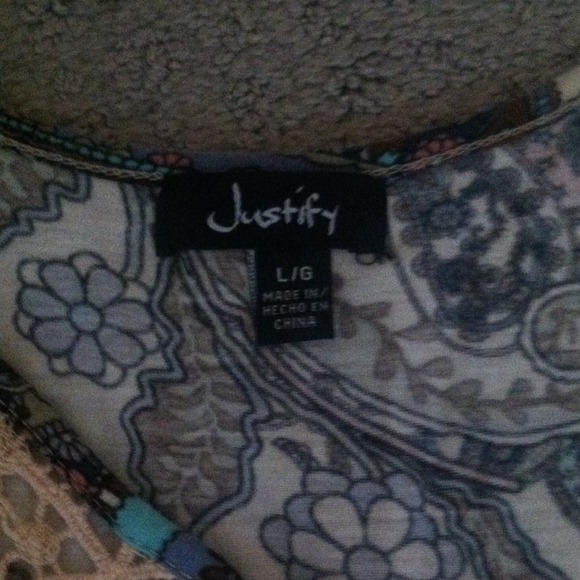 Justify
L/G
MADE IN/
HECHO EN
CHINA